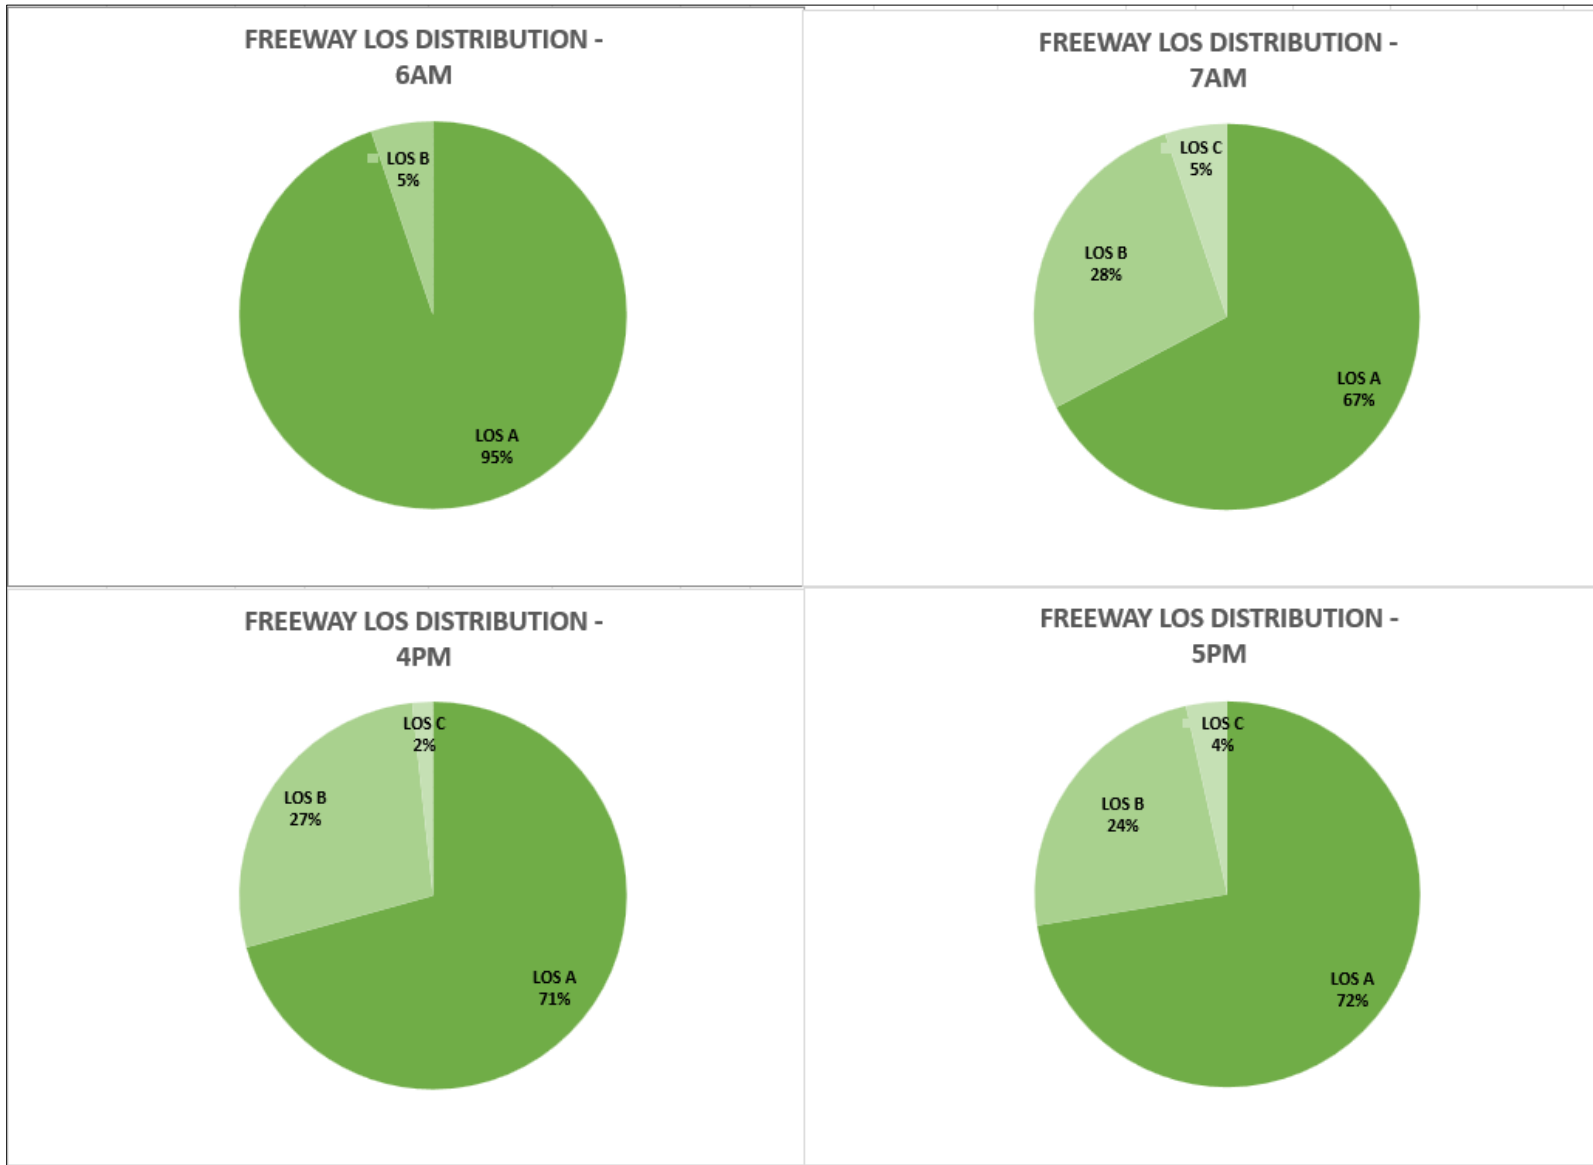 FREEWAY LOS DISTRIBUTION -
6AM
LOS B
5%
LOS A
95%
FREEWAY LOS DISTRIBUTION -
7AM
LOS C
5%
LOS B
28%
LOS A
67%
FREEWAY LOS DISTRIBUTION -
4PM
LOS C
2%
LOS B
27%
LOS A
71%
FREEWAY LOS DISTRIBUTION -
5PM
LOS C
4%
LOS B
24%
LOS A
72%